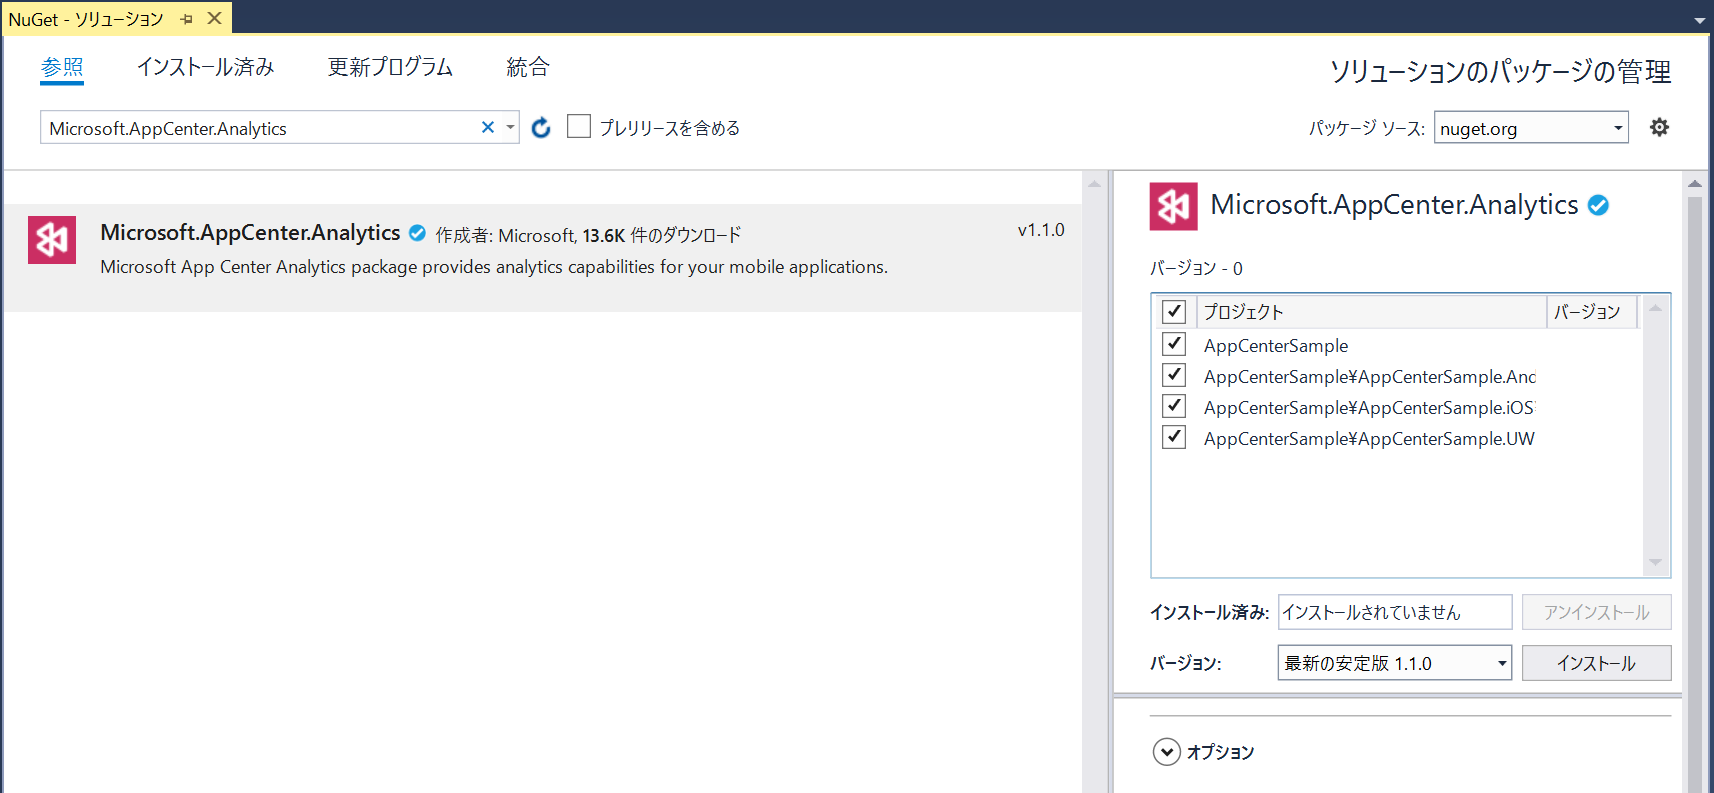 NuGet - ソリューション
参照 インストール済み 更新プログラム 統合
ソリューションのパッケージの管理
Microsoft.AppCenter.Analytics
プレリリースを含める
パッケージ ソース: nuget.org
Microsoft.AppCenter.Analytics 作成者: Microsoft, 13.6K 件のダウンロード v1.1.0
Microsoft App Center Analytics package provides analytics capabilities for your mobile applications.
Microsoft.AppCenter.Analytics
バージョン - 0
プロジェクト バージョン
AppCenterSample
AppCenterSample¥AppCenterSample.Anc
AppCenterSample¥AppCenterSample.iOS
AppCenterSample¥AppCenterSample.UW
インストール済み: インストールされていません アンインストール
バージョン: 最新の安定版 1.1.0 インストール
オプション